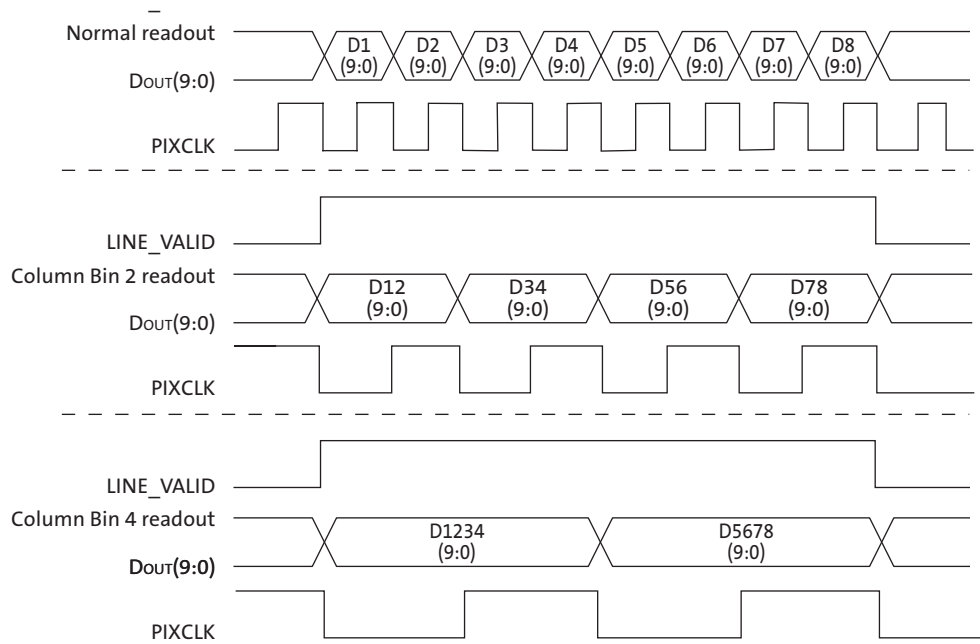 Normal readout
D1 D2 D3 D4 D5 D6 D7 D8
(9:0) (9:0) (9:0) (9:0) (9:0) (9:0) (9:0) (9:0)
DOUT(9:0)
PIXCLK
LINE_VALID
Column Bin 2 readout
D12 D34 D56 D78
(9:0) (9:0) (9:0) (9:0)
DOUT(9:0)
PIXCLK
LINE_VALID
Column Bin 4 readout
D1234 D5678
(9:0) (9:0)
DOUT(9:0)
PIXCLK